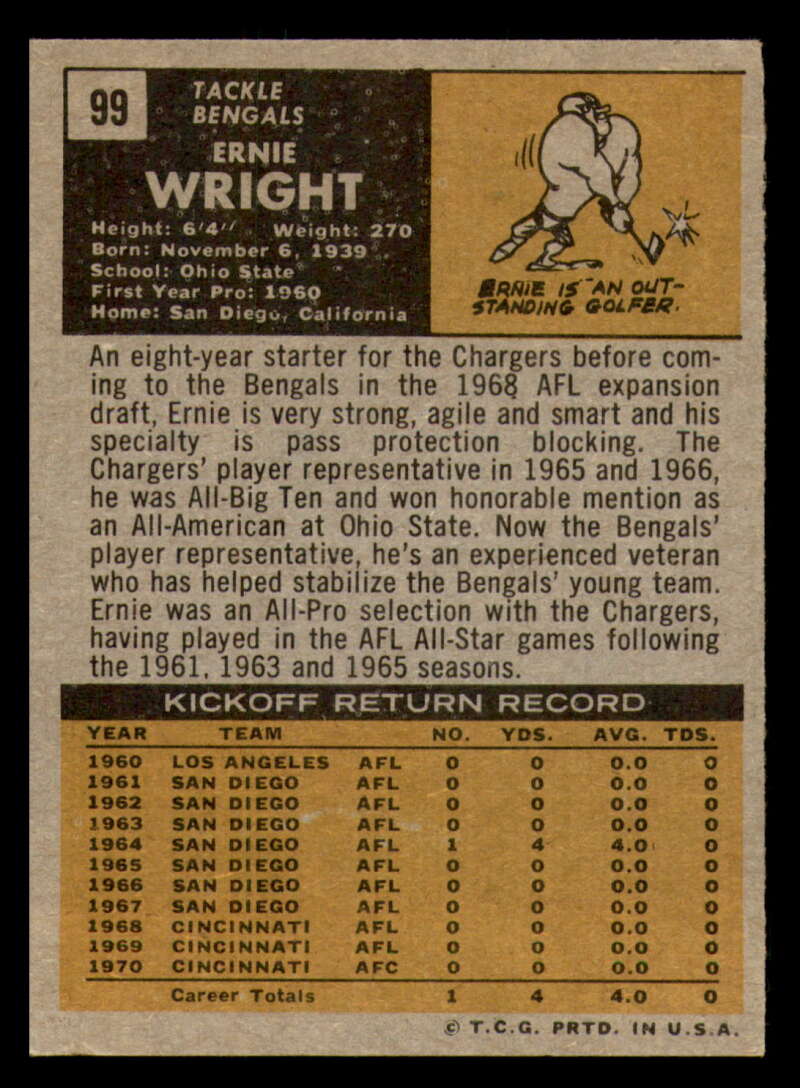 99
TACKLE
BENGALS
ERNIE
WRIGHT
Height: 6'4" Weight: 270
Born: November 6, 1939
School: Ohio State
First Year Pro: 1960
Home: San Diego, California
ERNIE IS AN OUT-
STANDING GOLFER.
An eight-year starter for the Chargers before com-
ing to the Bengals in the 1968 AFL expansion
draft, Ernie is very strong, agile and smart and his
specialty is pass protection blocking. The
Chargers' player representative in 1965 and 1966,
he was All-Big Ten and won honorable mention as
an All-American at Ohio State. Now the Bengals'
player representative, he's an experienced veteran
who has helped stabilize the Bengals' young team.
Ernie was an All-Pro selection with the Chargers,
having played in the AFL All-Star games following
the 1961, 1963 and 1965 seasons.
KICKOFF RETURN RECORD
YEAR TEAM NO. YDS. AVG. TDS.
1960 LOS ANGELES AFL 0 0 0.0 0
1961 SAN DIEGO AFL 0 0 0.0 0
1962 SAN DIEGO AFL 0 0 0.0 0
1963 SAN DIEGO AFL 0 0 0.0 0
1964 SAN DIEGO AFL 1 4 4.0 0
1965 SAN DIEGO AFL 0 0 0.0 0
1966 SAN DIEGO AFL 0 0 0.0 0
1967 SAN DIEGO AFL 0 0 0.0 0
1968 CINCINNATI AFL 0 0 0.0 0
1969 CINCINNATI AFL 0 0 0.0 0
1970 CINCINNATI AFC 0 0 0.0 0
Career Totals 1 4 4.0 0
© T.C.G. PRTD. IN U.S.A.